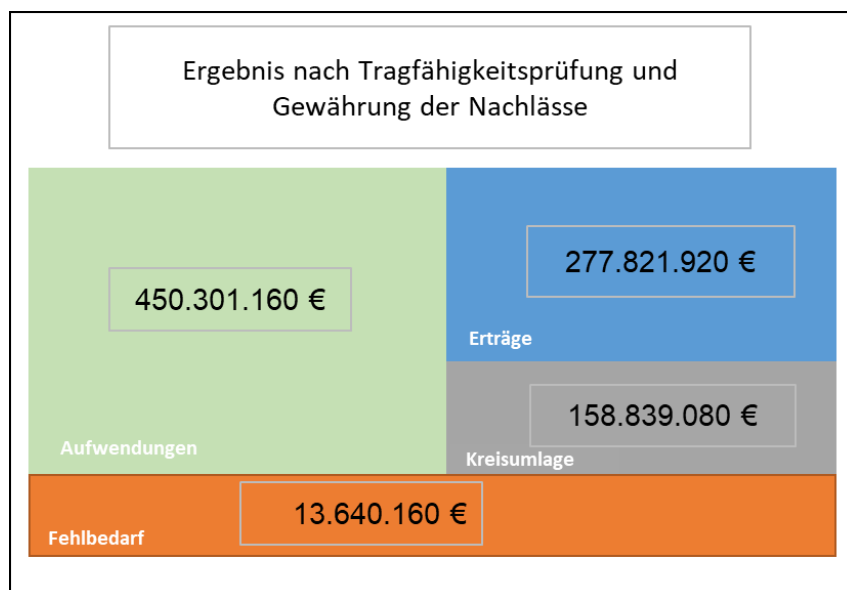 Ergebnis nach Tragfähigkeitsprüfung und
Gewährung der Nachlässe
450.301.160 €
Aufwendungen
277.821.920 €
Erträge
158.839.080 €
Kreisumlage
13.640.160 €
Fehlbedarf